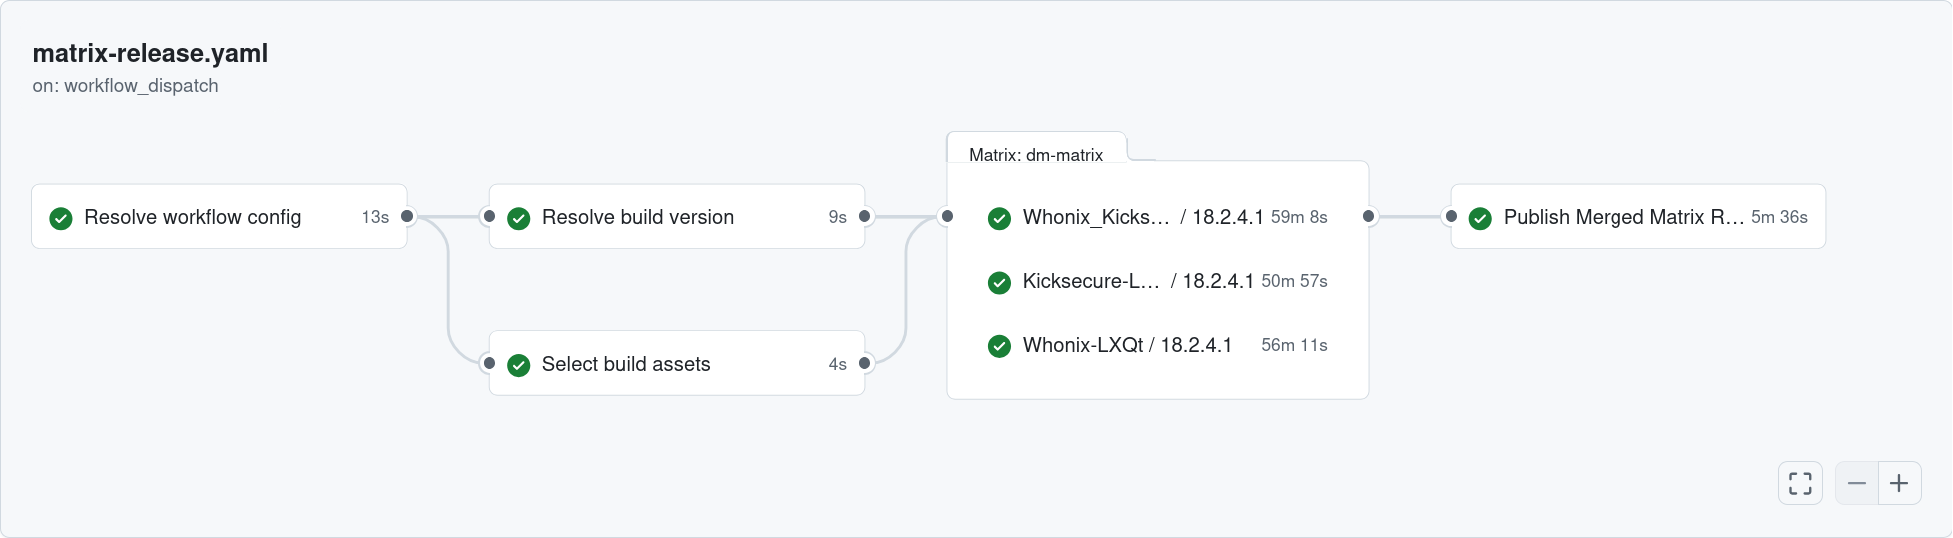 matrix-release.yaml
on: workflow_dispatch
Resolve workflow config 13s
Resolve build version 9s
Select build assets 4s
Matrix: dm-matrix
Whonix_Kicks… / 18.2.4.1 59m 8s
Kicksecure-L… / 18.2.4.1 50m 57s
Whonix-LXQt / 18.2.4.1 56m 11s
Publish Merged Matrix R… 5m 36s